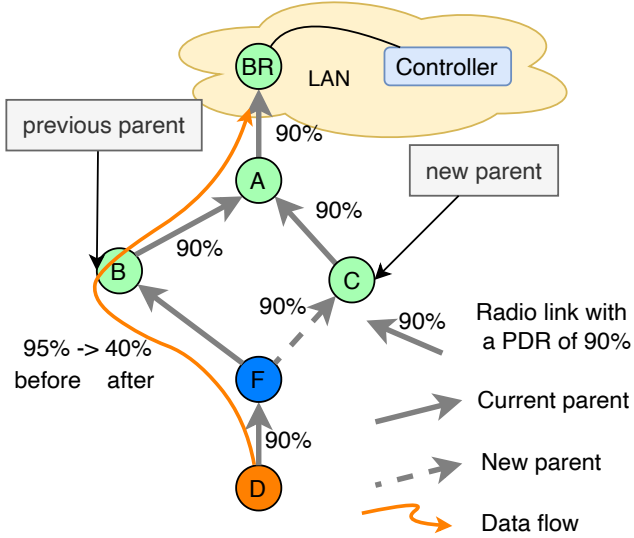 BR
LAN
Controller
previous parent
90%
A
new parent
90%
90%
B
C
90%
90%
Radio link with
a PDR of 90%
95% -> 40%
before after
F
Current parent
90%
New parent
D
Data flow